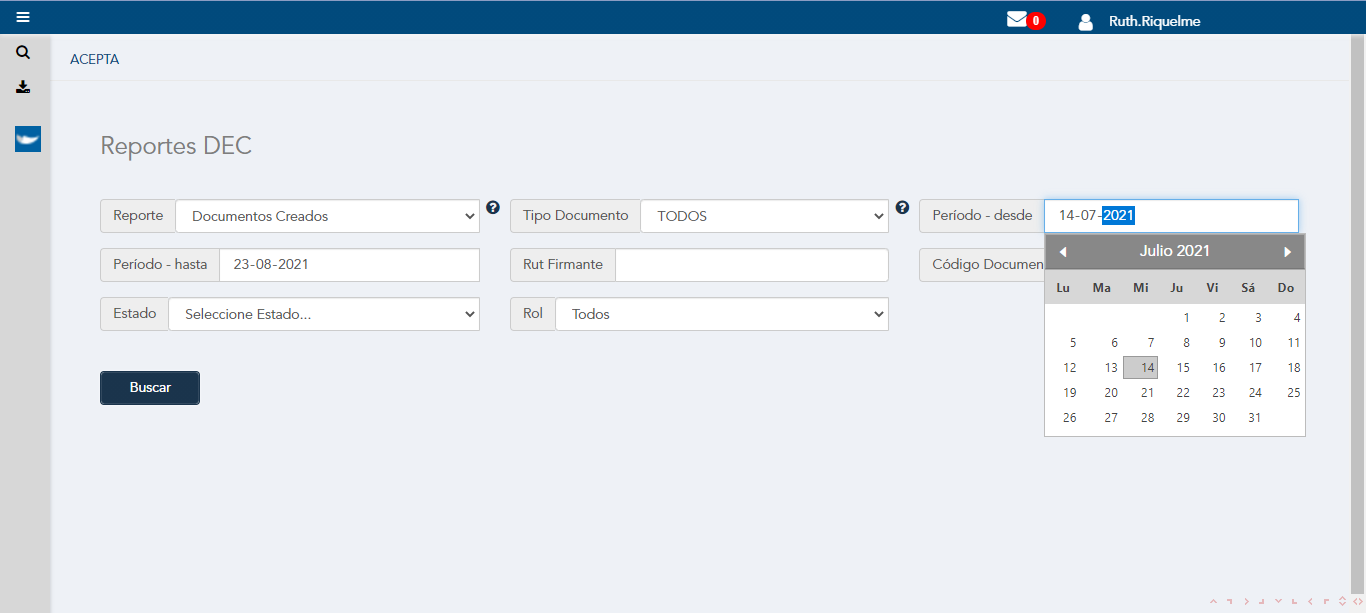 0 Ruth.Riquelme
ACEPTA
Reportes DEC
Reporte Documentos Creados Tipo Documento TODOS Período - desde 14-07-2021
Período - hasta 23-08-2021 Rut Firmante Código Documen
Estado Seleccione Estado... Rol Todos
Buscar
Julio 2021
Lu Ma Mi Ju Vi Sá Do
1 2 3 4
5 6 7 8 9 10 11
12 13 14 15 16 17 18
19 20 21 22 23 24 25
26 27 28 29 30 31